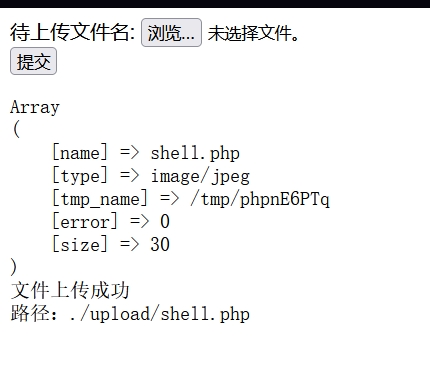 待上传文件名: 浏览... 未选择文件。
提交
Array
(
    [name] => shell.php
    [type] => image/jpeg
    [tmp_name] => /tmp/phpnE6PTq
    [error] => 0
    [size] => 30
)
文件上传成功
路径：./upload/shell.php